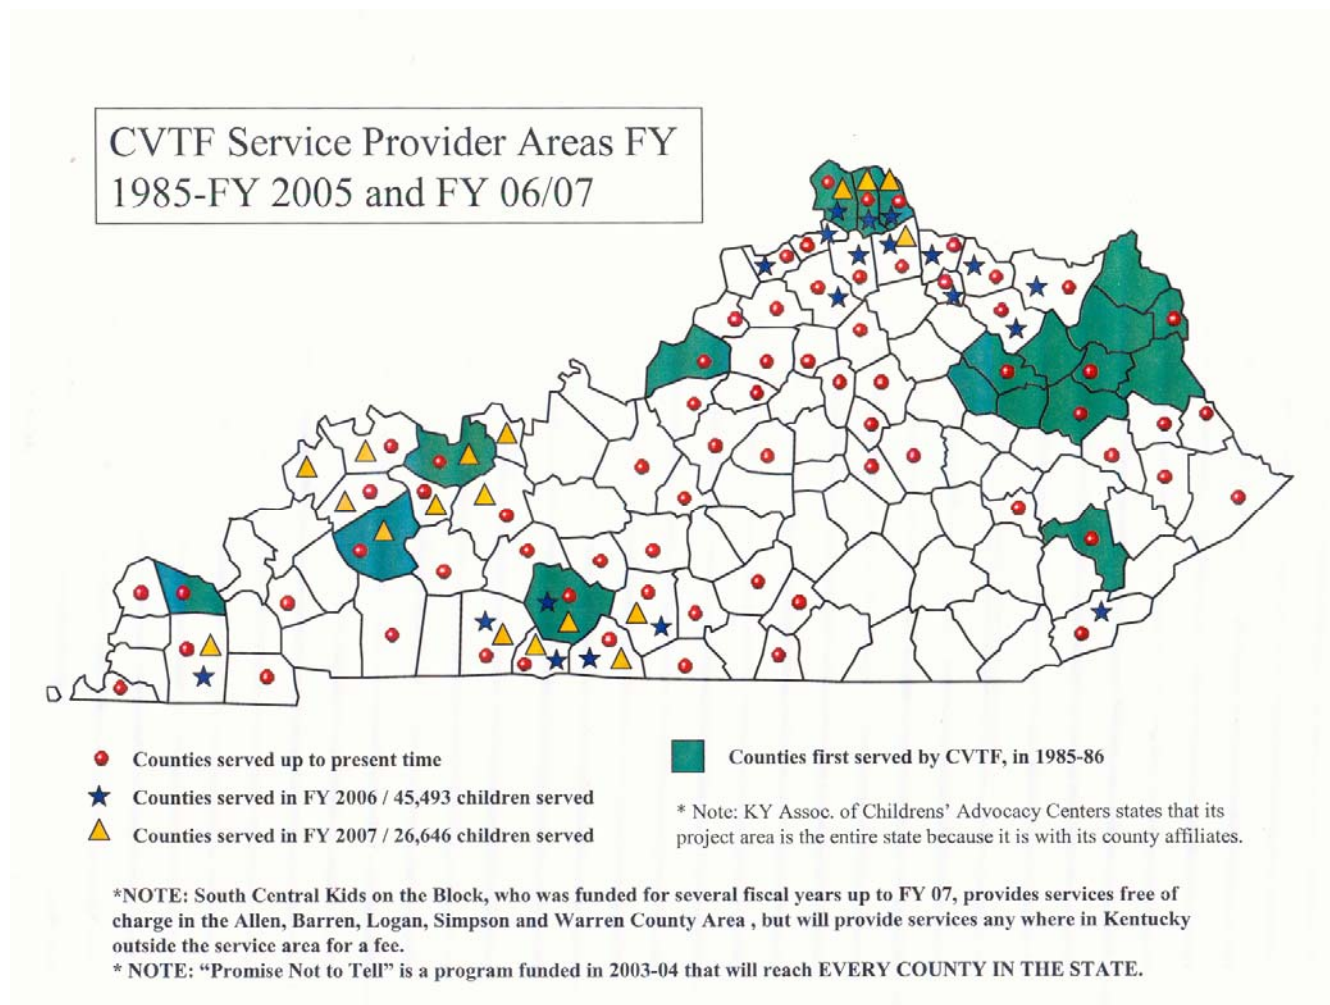 CVTF Service Provider Areas FY
1985-FY 2005 and FY 06/07
Counties served up to present time
Counties served in FY 2006 / 45,493 children served
Counties served in FY 2007 / 26,646 children served
Counties first served by CVTF, in 1985-86
* Note: KY Assoc. of Childrens' Advocacy Centers states that its
project area is the entire state because it is with its county affiliates.
*NOTE: South Central Kids on the Block, who was funded for several fiscal years up to FY 07, provides services free of
charge in the Allen, Barren, Logan, Simpson and Warren County Area , but will provide services any where in Kentucky
outside the service area for a fee.
* NOTE: “Promise Not to Tell” is a program funded in 2003-04 that will reach EVERY COUNTY IN THE STATE.